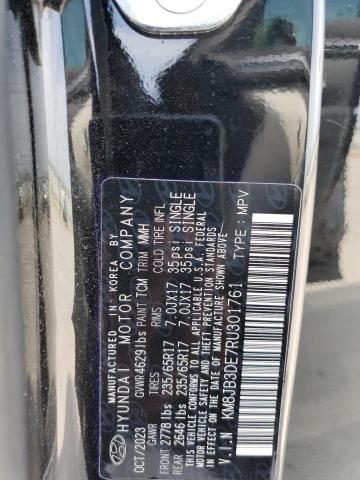 MANUFACTURED IN KOREA BY
HYUNDAI MOTOR COMPANY
OCT/2023 GVWR 4629 lbs PAINT TCM TRIM MMH
GAWR TIRES RIMS COLD TIRE INFL.
FRONT 2778 lbs 235/65R17 7.0JX17 35psi SINGLE
REAR 2646 lbs 235/65R17 7.0JX17 35psi SINGLE
THIS VEHICLE CONFORMS TO ALL APPLICABLE U.S.A. FEDERAL
MOTOR VEHICLE SAFETY AND THEFT PREVENTION STANDARDS
IN EFFECT ON THE DATE OF MANUFACTURE SHOWN ABOVE
V.I.N KM8JB3DE7RU301761 TYPE: MPV